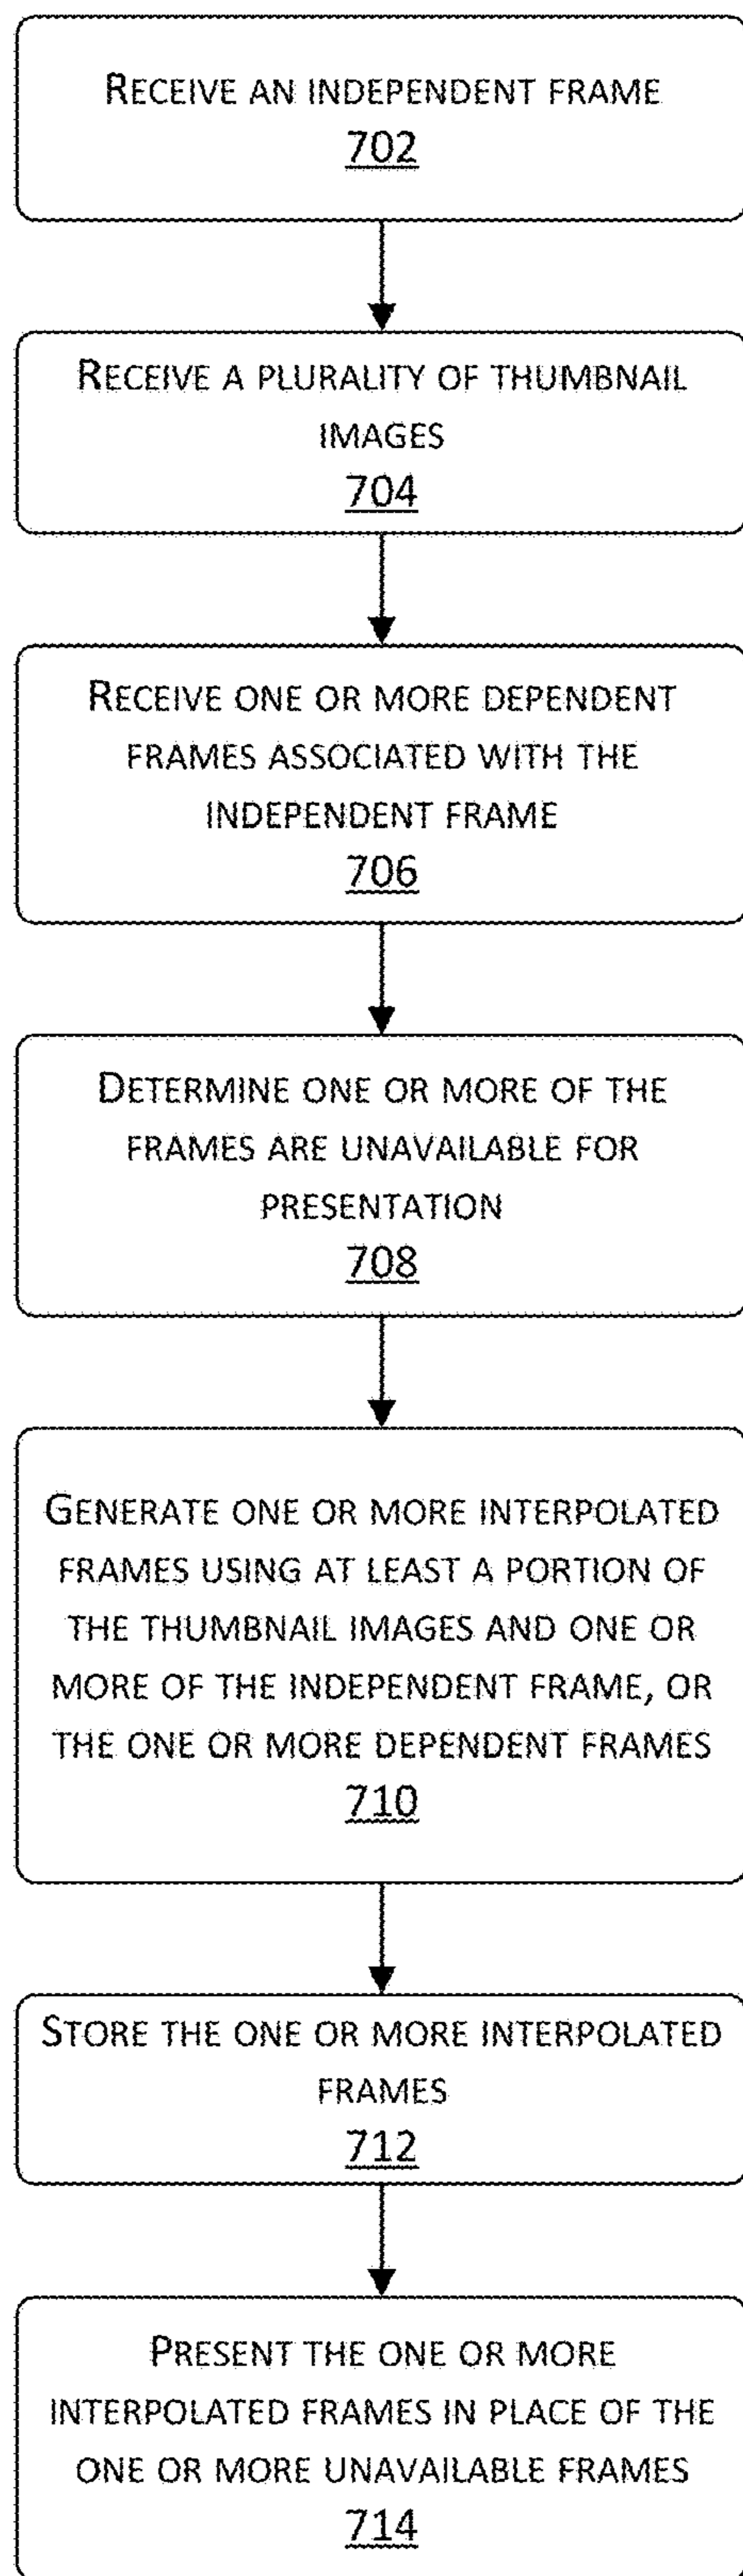 RECEIVE AN INDEPENDENT FRAME
702
RECEIVE A PLURALITY OF THUMBNAIL
IMAGES
704
RECEIVE ONE OR MORE DEPENDENT
FRAMES ASSOCIATED WITH THE
INDEPENDENT FRAME
706
DETERMINE ONE OR MORE OF THE
FRAMES ARE UNAVAILABLE FOR
PRESENTATION
708
GENERATE ONE OR MORE INTERPOLATED
FRAMES USING AT LEAST A PORTION OF
THE THUMBNAIL IMAGES AND ONE OR
MORE OF THE INDEPENDENT FRAME, OR
THE ONE OR MORE DEPENDENT FRAMES
710
STORE THE ONE OR MORE INTERPOLATED
FRAMES
712
PRESENT THE ONE OR MORE
INTERPOLATED FRAMES IN PLACE OF THE
ONE OR MORE UNAVAILABLE FRAMES
714